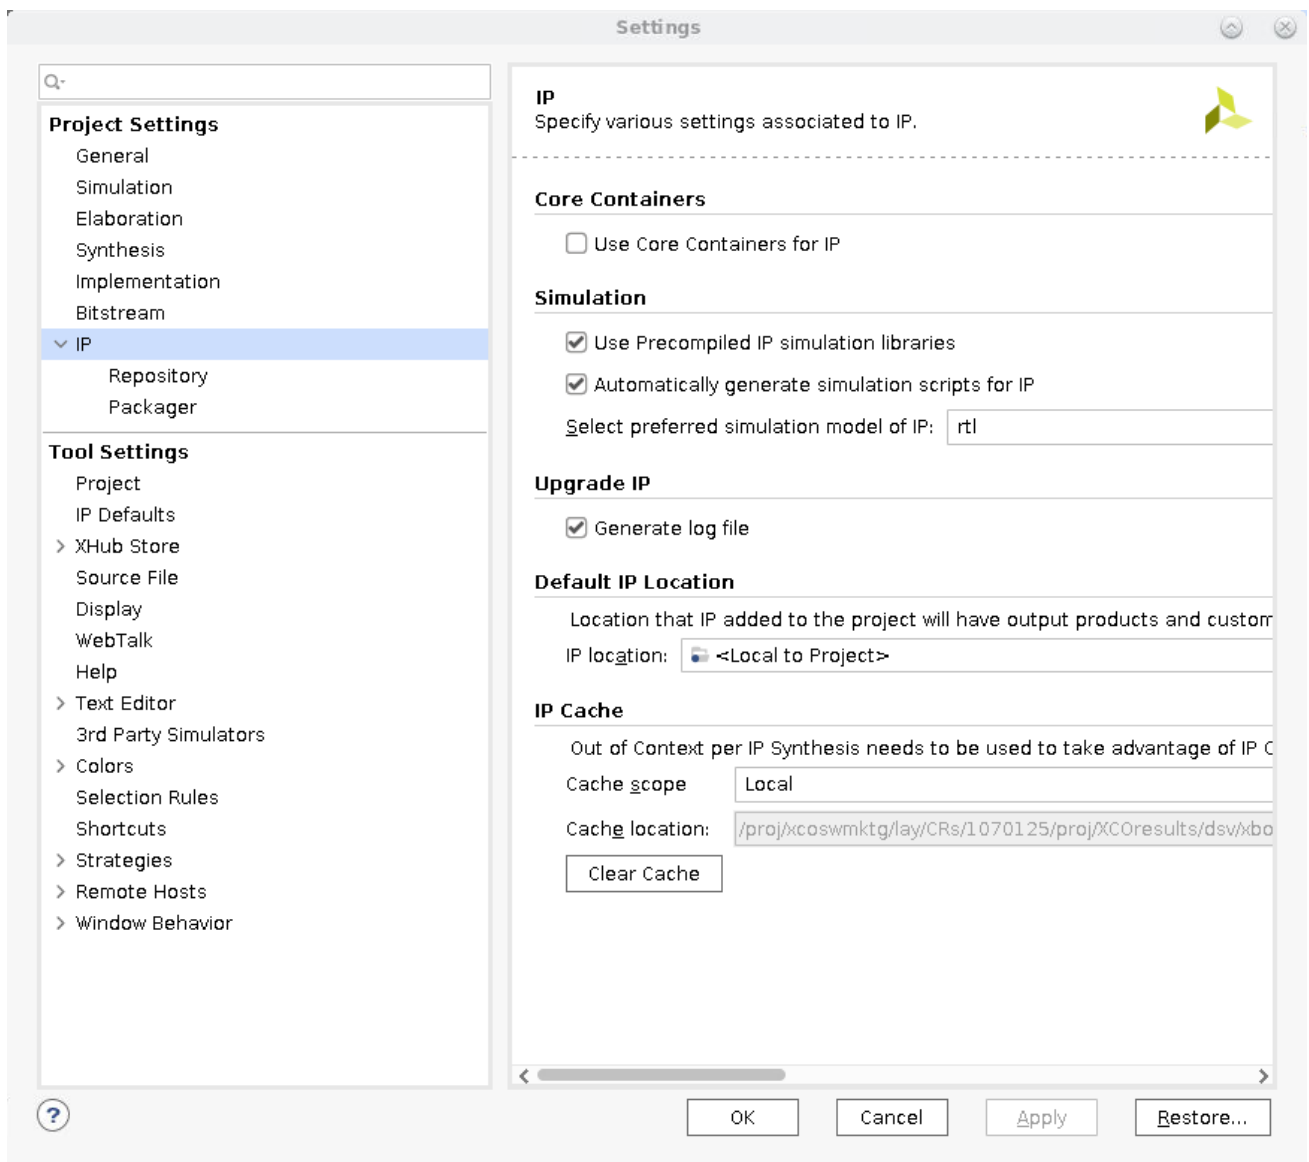 Settings
Project Settings
General
Simulation
Elaboration
Synthesis
Implementation
Bitstream
IP
Repository
Packager
Tool Settings
Project
IP Defaults
XHub Store
Source File
Display
WebTalk
Help
Text Editor
3rd Party Simulators
Colors
Selection Rules
Shortcuts
Strategies
Remote Hosts
Window Behavior
IP
Specify various settings associated to IP.
Core Containers
Use Core Containers for IP
Simulation
Use Precompiled IP simulation libraries
Automatically generate simulation scripts for IP
Select preferred simulation model of IP: rtl
Upgrade IP
Generate log file
Default IP Location
Location that IP added to the project will have output products and custom
IP location: <Local to Project>
IP Cache
Out of Context per IP Synthesis needs to be used to take advantage of IP C
Cache scope Local
Cache location: /proj/xcoswmktg/lay/CRs/1070125/proj/XCOresults/dsv/xbo
Clear Cache
? OK Cancel Apply Restore...